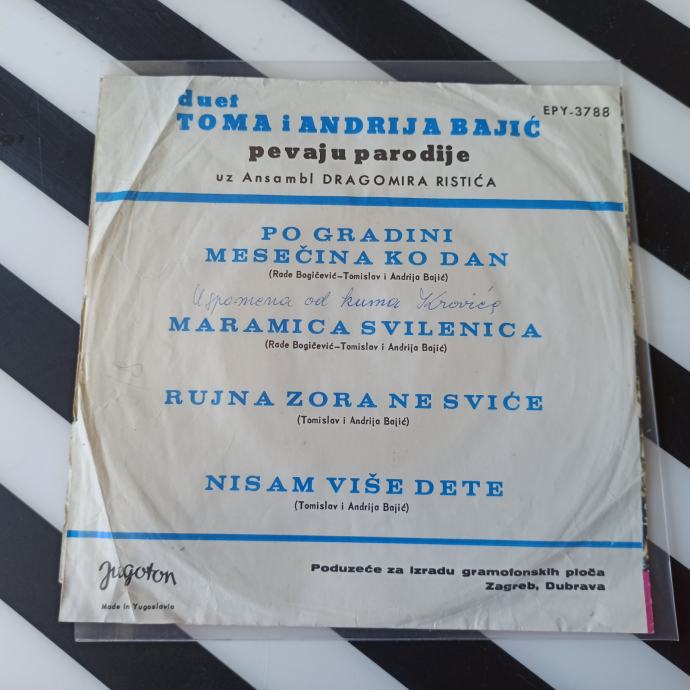 duet
TOMA i ANDRIJA BAJIĆ
EPY-3788
pevaju parodije
uz Ansambl DRAGOMIRA RISTIĆA
PO GRADINI
MESEČINA KO DAN
(Rade Bogičević-Tomislav i Andrija Bajić)
Uspomena od kuma Krovića
MARAMICA SVILENICA
(Rade Bogičević-Tomislav i Andrija Bajić)
RUJNA ZORA NE SVIĆE
(Tomislav i Andrija Bajić)
NISAM VIŠE DETE
(Tomislav i Andrija Bajić)
Jugoton
Made in Yugoslavia
Poduzeće za izradu gramofonskih ploča
Zagreb, Dubrava